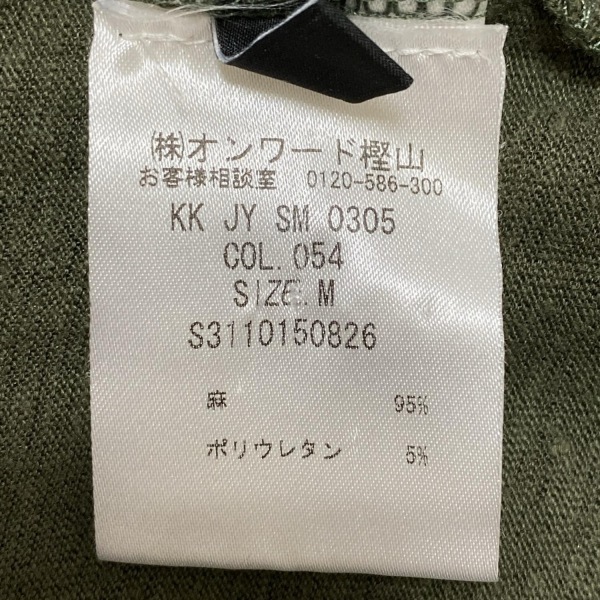 ㈱オンワード樫山
お客様相談室 0120-586-300
KK JY SM 0305
COL. 054
SIZE. M
S3110150826
麻 95%
ポリウレタン 5%